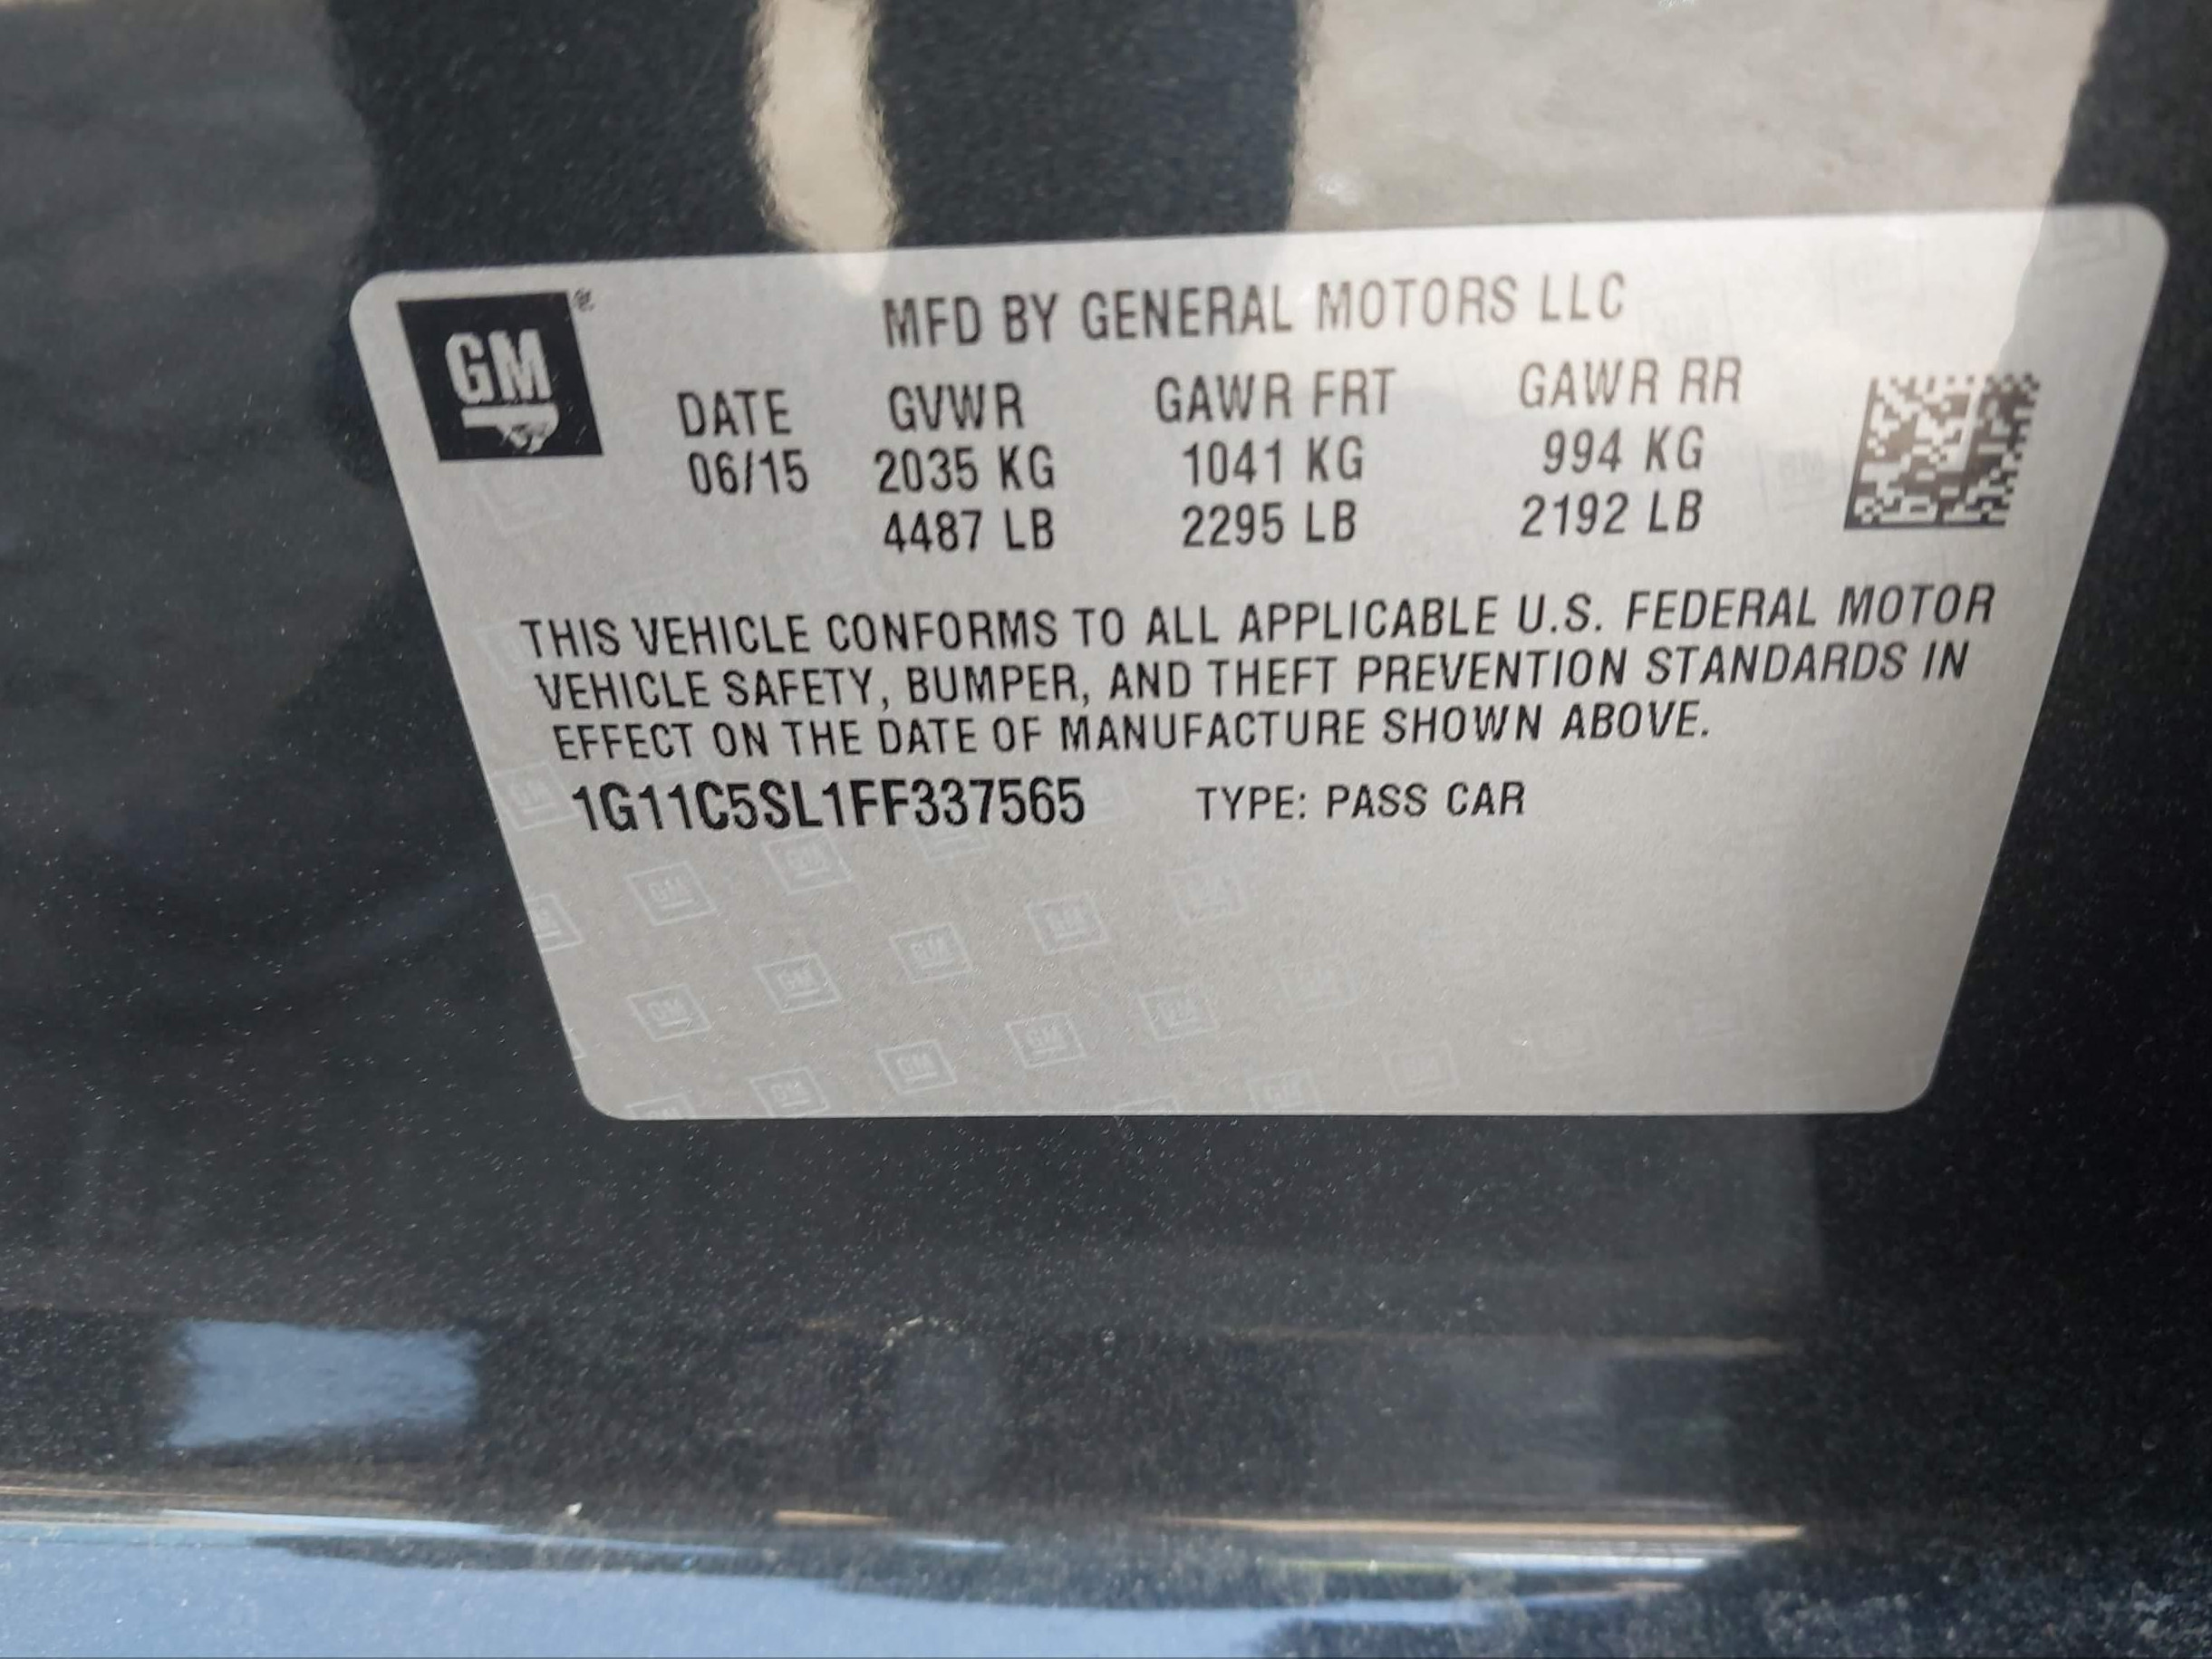 GM
MFD BY GENERAL MOTORS LLC
DATE GVWR GAWR FRT GAWR RR
06/15 2035 KG 1041 KG 994 KG
4487 LB 2295 LB 2192 LB
THIS VEHICLE CONFORMS TO ALL APPLICABLE U.S. FEDERAL MOTOR
VEHICLE SAFETY, BUMPER, AND THEFT PREVENTION STANDARDS IN
EFFECT ON THE DATE OF MANUFACTURE SHOWN ABOVE.
1G11C5SL1FF337565 TYPE: PASS CAR